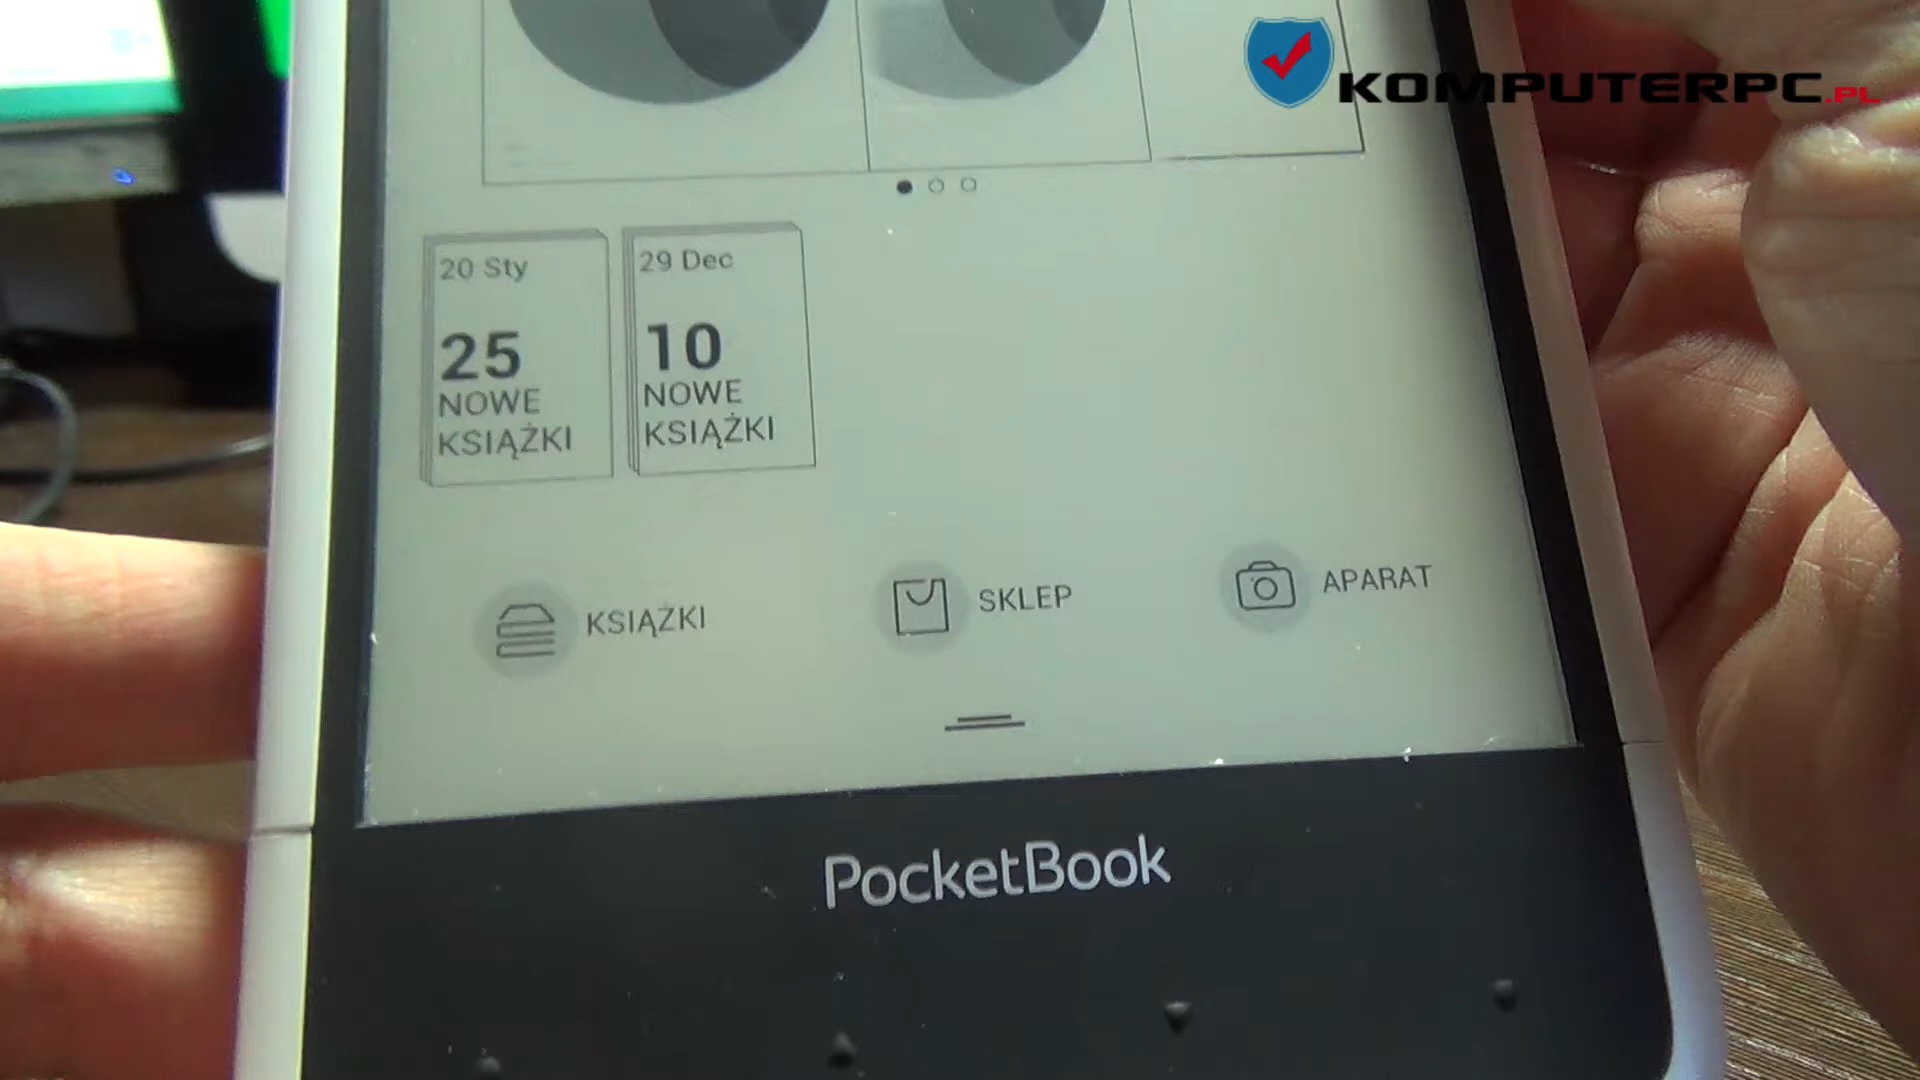 KOMPUTERPC.PL
20 Sty
25
NOWE
KSIĄŻKI
29 Dec
10
NOWE
KSIĄŻKI
KSIĄŻKI
SKLEP
APARAT
PocketBook